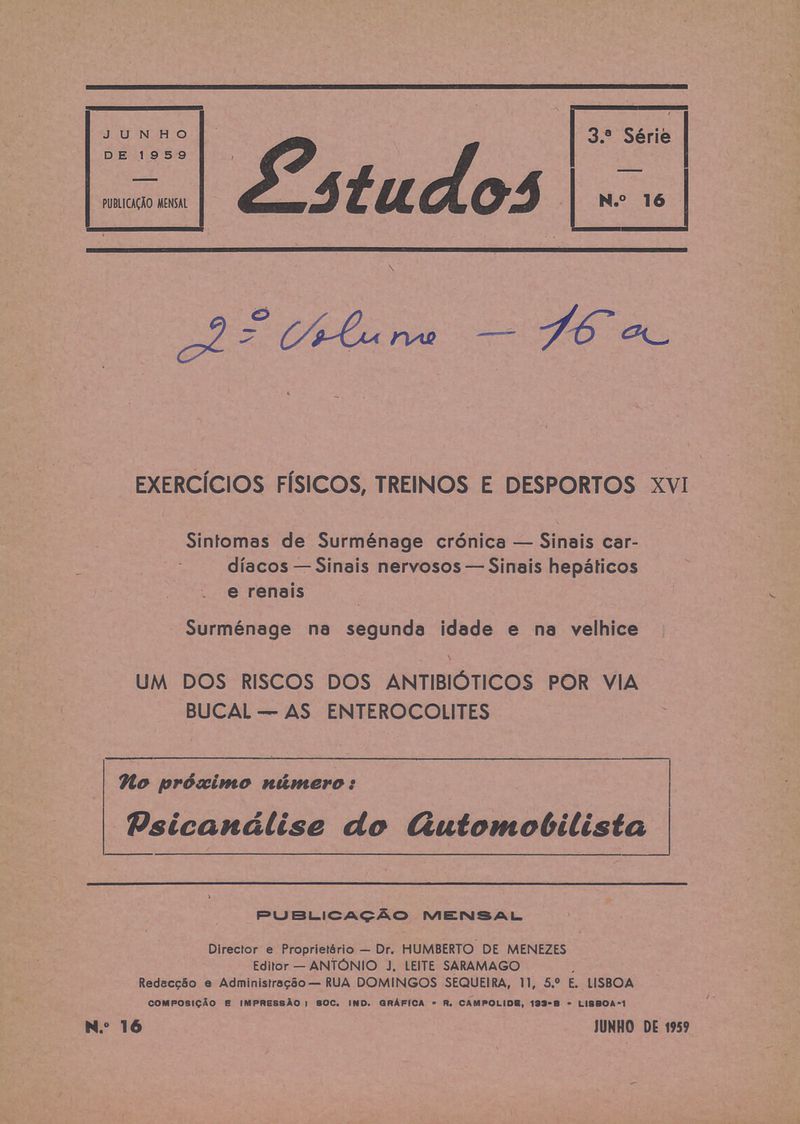 JUNHO
DE 1959
PUBLICAÇÃO MENSAL
Estudos
3.ª Série
N.º 16
2º Volume — 16 a
EXERCÍCIOS FÍSICOS, TREINOS E DESPORTOS XVI
Sintomas de Surménage crónica — Sinais car-
díacos — Sinais nervosos — Sinais hepáticos
e renais
Surménage na segunda idade e na velhice
UM DOS RISCOS DOS ANTIBIÓTICOS POR VIA
BUCAL — AS ENTEROCOLITES
No próximo número:
Psicanálise do Automobilista
PUBLICAÇÃO MENSAL
Director e Proprietário — Dr. HUMBERTO DE MENEZES
Editor — ANTÓNIO J. LEITE SARAMAGO
Redacção e Administração — RUA DOMINGOS SEQUEIRA, 11, 5.º E. LISBOA
COMPOSIÇÃO E IMPRESSÃO: SOC. IND. GRÁFICA - R. CAMPOLIDE, 133-B - LISBOA-1
N.º 16
JUNHO DE 1959